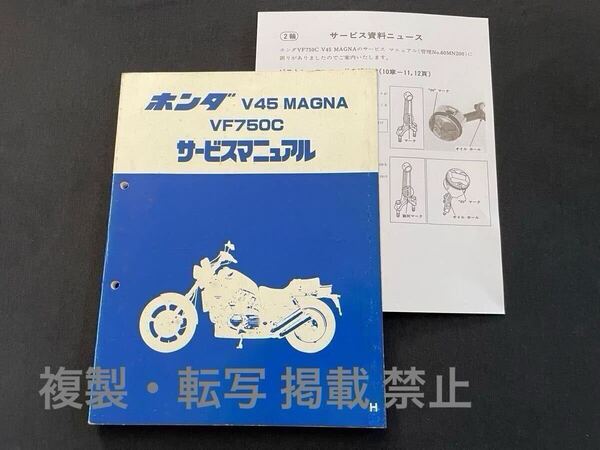 ホンダ V45 MAGNA
VF750C
サービスマニュアル
H
② 2輪
サービス資料ニュース
ホンダVF750C V45 MAGNAのサービス マニュアル(管理No.60MN200)に
誤りがありましたのでご案内いたします。
(10章-11,12頁)
マーク
マーク
オイル ホール
マーク
オイル ホール
複製・転写 掲載 禁止